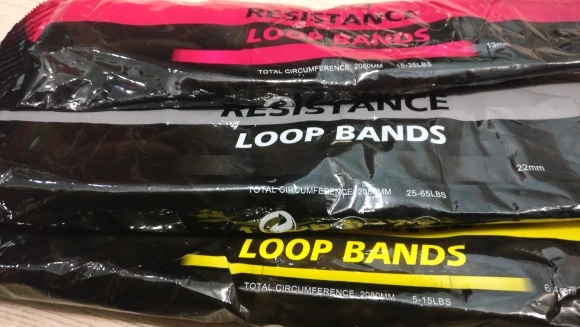 RESISTANCE
LOOP BANDS
13mm
TOTAL CIRCUMFERENCE: 2080MM 15-35LBS
RESISTANCE
LOOP BANDS
22mm
TOTAL CIRCUMFERENCE: 2080MM 25-65LBS
LOOP BANDS
TOTAL CIRCUMFERENCE: 2080MM 5-15LBS